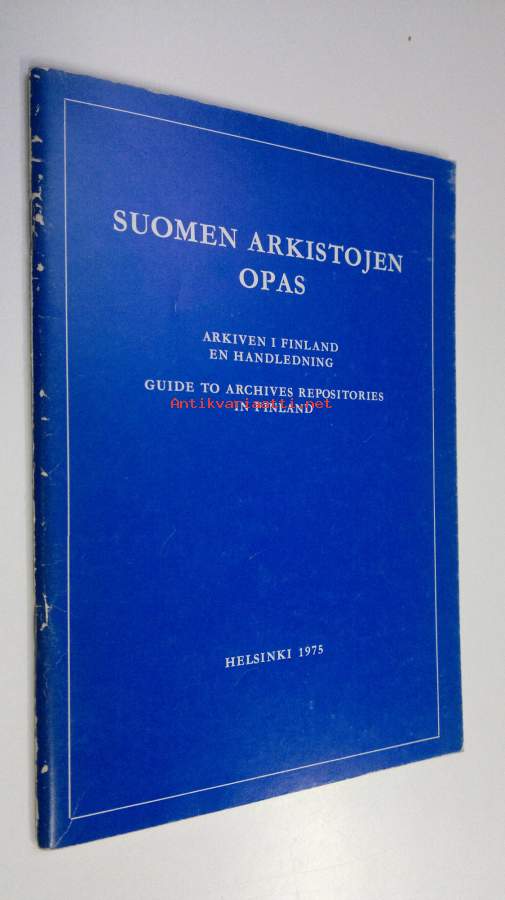 SUOMEN ARKISTOJEN
OPAS
ARKIVEN I FINLAND
EN HANDLEDNING
GUIDE TO ARCHIVES REPOSITORIES
Antikvariaatti.net
IN FINLAND
HELSINKI 1975